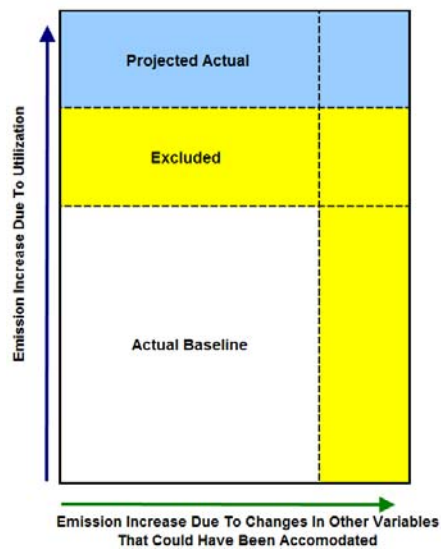 Projected Actual
Excluded
Actual Baseline
Emission Increase Due To Utilization
Emission Increase Due To Changes In Other Variables
That Could Have Been Accomodated